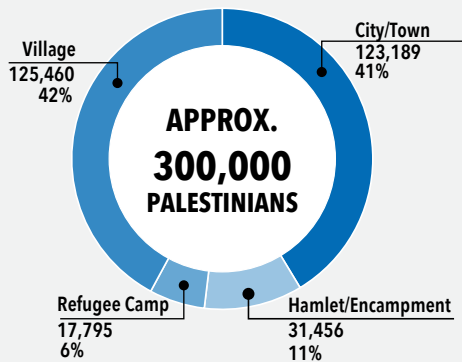 City/Town
123,189
41%
Village
125,460
42%
APPROX.
300,000
PALESTINIANS
Refugee Camp
17,795
6%
Hamlet/Encampment
31,456
11%